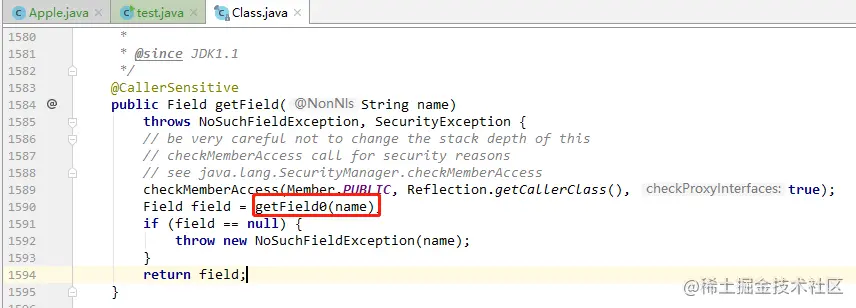 Apple.java × test.java × Class.java ×
1580 *
1581 * @since JDK1.1
1582 */
1583 @CallerSensitive
1584 @ public Field getField( @NonNls String name)
1585 throws NoSuchFieldException, SecurityException {
1586 // be very careful not to change the stack depth of this
1587 // checkMemberAccess call for security reasons
1588 // see java.lang.SecurityManager.checkMemberAccess
1589 checkMemberAccess(Member.PUBLIC, Reflection.getCallerClass(), checkProxyInterfaces: true);
1590 Field field = getField0(name)
1591 if (field == null) {
1592 throw new NoSuchFieldException(name);
1593 }
1594 return field;
1595 }
@稀土掘金技术社区